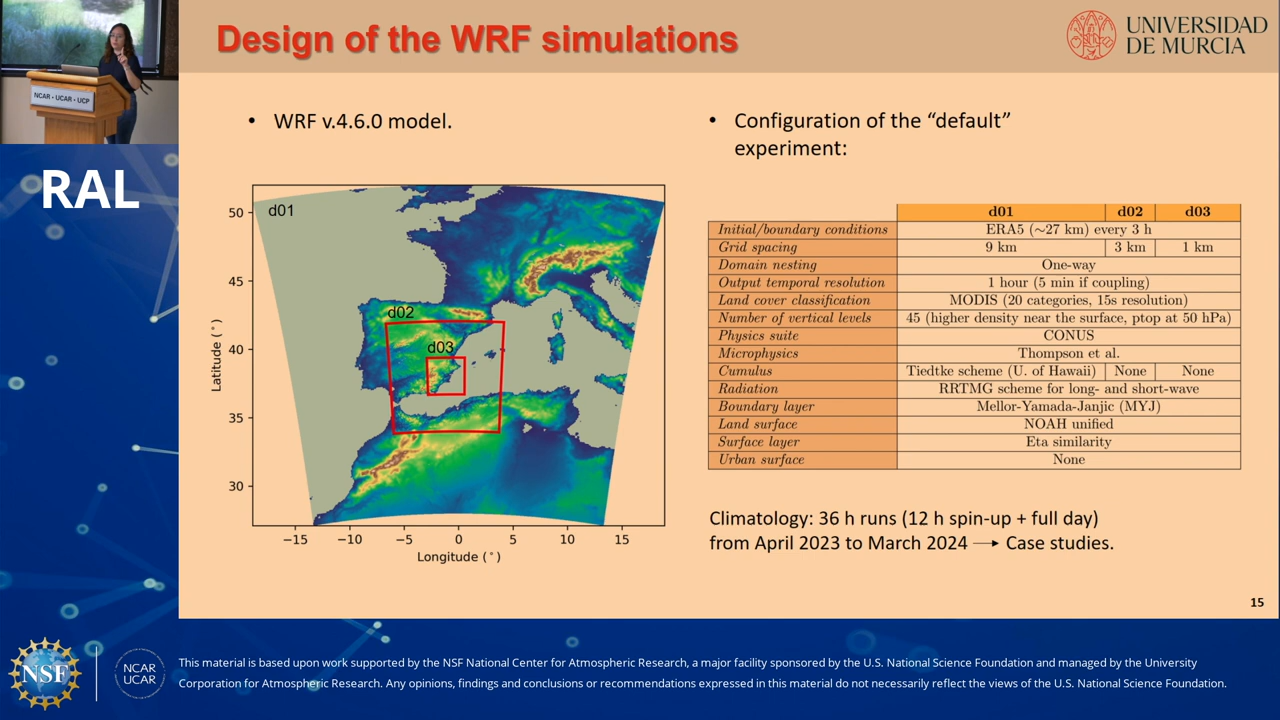 Design of the WRF simulations
UNIVERSIDAD
DE MURCIA
NCAR • UCAR • UCP
RAL
• WRF v.4.6.0 model.
d01
d02
d03
50
45
40
35
30
Latitude (°)
−15 −10 −5 0 5 10 15
Longitude (°)
• Configuration of the “default”
experiment:
d01 d02 d03
Initial/boundary conditions ERA5 (~27 km) every 3 h
Grid spacing 9 km 3 km 1 km
Domain nesting One-way
Output temporal resolution 1 hour (5 min if coupling)
Land cover classification MODIS (20 categories, 15s resolution)
Number of vertical levels 45 (higher density near the surface, ptop at 50 hPa)
Physics suite CONUS
Microphysics Thompson et al.
Cumulus Tiedtke scheme (U. of Hawaii) None None
Radiation RRTMG scheme for long- and short-wave
Boundary layer Mellor-Yamada-Janjic (MYJ)
Land surface NOAH unified
Surface layer Eta similarity
Urban surface None
Climatology: 36 h runs (12 h spin-up + full day)
from April 2023 to March 2024 → Case studies.
15
NSF
NCAR
UCAR
This material is based upon work supported by the NSF National Center for Atmospheric Research, a major facility sponsored by the U.S. National Science Foundation and managed by the University
Corporation for Atmospheric Research. Any opinions, findings and conclusions or recommendations expressed in this material do not necessarily reflect the views of the U.S. National Science Foundation.